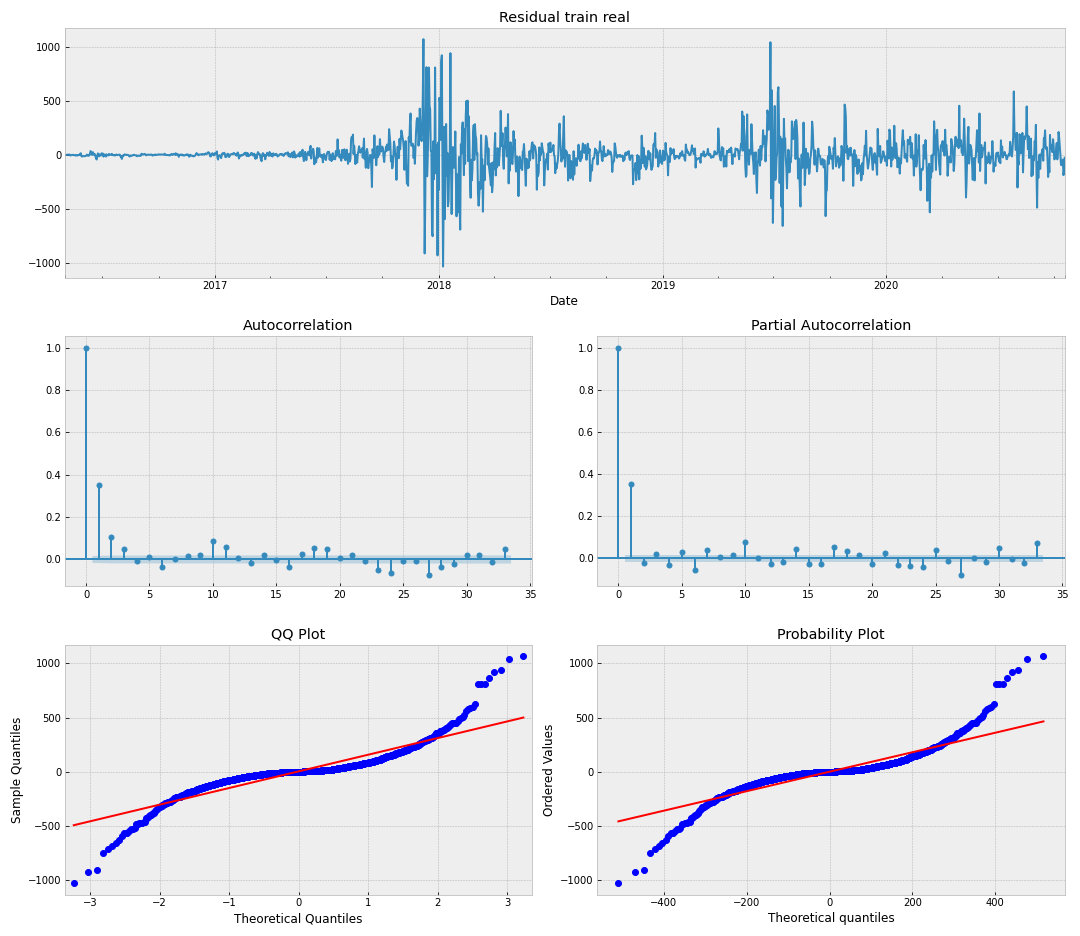 Residual train real
1000
500
0
−500
−1000
2017 2018 2019 2020
Date
Autocorrelation
1.0
0.8
0.6
0.4
0.2
0.0
0 5 10 15 20 25 30 35
Partial Autocorrelation
1.0
0.8
0.6
0.4
0.2
0.0
0 5 10 15 20 25 30 35
QQ Plot
Sample Quantiles
1000
500
0
−500
−1000
−3 −2 −1 0 1 2 3
Theoretical Quantiles
Probability Plot
Ordered Values
1000
500
0
−500
−1000
−400 −200 0 200 400
Theoretical quantiles